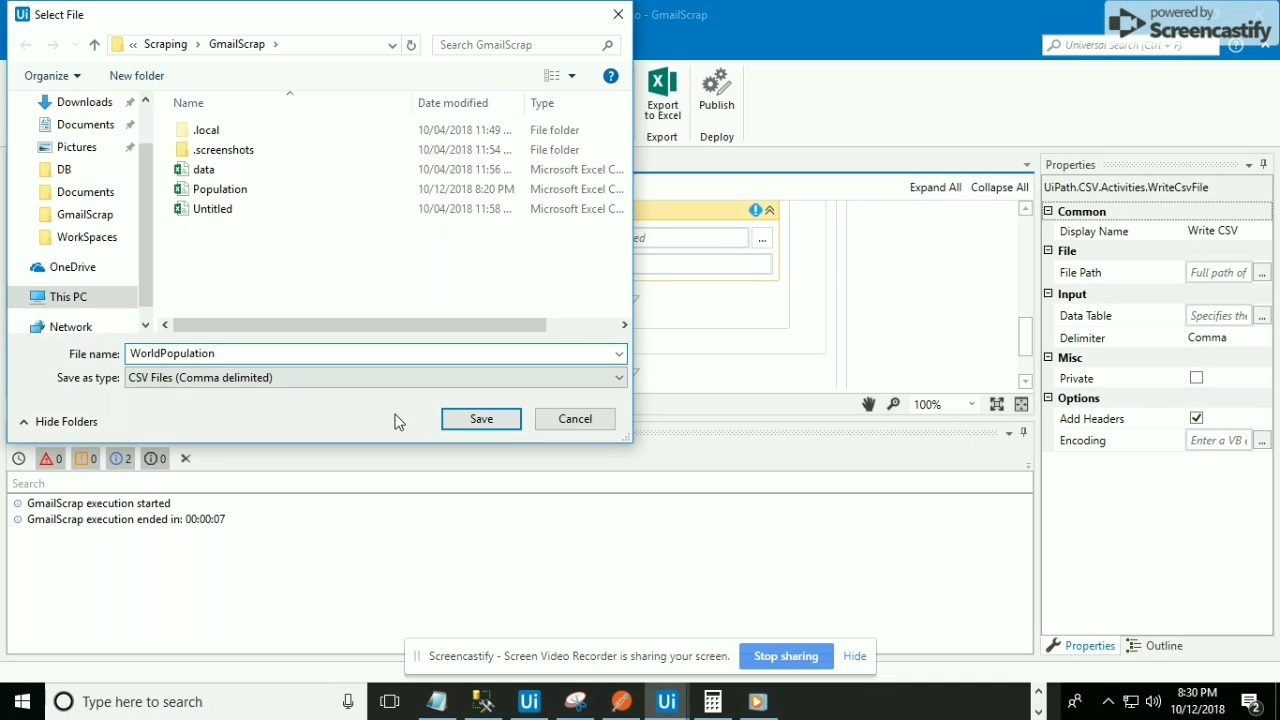 Ui Select File
o - GmailScrap
powered by
Screencastify
« Scraping > GmailScrap >
Search GmailScrap
Universal Search (Ctrl + F)
Organize
New folder
Export to Excel
Publish
Export
Deploy
Downloads
Documents
Pictures
DB
Documents
GmailScrap
WorkSpaces
OneDrive
This PC
Network
Name Date modified Type
.local 10/04/2018 11:49 ... File folder
.screenshots 10/04/2018 11:54 ... File folder
data 10/04/2018 11:56 ... Microsoft Excel C...
Population 10/12/2018 8:20 PM Microsoft Excel C...
Untitled 10/04/2018 11:58 ... Microsoft Excel C...
File name: WorldPopulation
Save as type: CSV Files (Comma delimited)
Hide Folders
Save
Cancel
Expand All Collapse All
ed
...
100%
Properties
UiPath.CSV.Activities.WriteCsvFile
Common
Display Name Write CSV
File
File Path Full path of ...
Input
Data Table Specifies the ...
Delimiter Comma
Misc
Private
Options
Add Headers
Encoding Enter a VB e ...
0 0 2 0
Search
GmailScrap execution started
GmailScrap execution ended in: 00:00:07
Properties Outline
Screencastify - Screen Video Recorder is sharing your screen. Stop sharing Hide
Type here to search
Ui
Ui
8:30 PM
10/12/2018
2